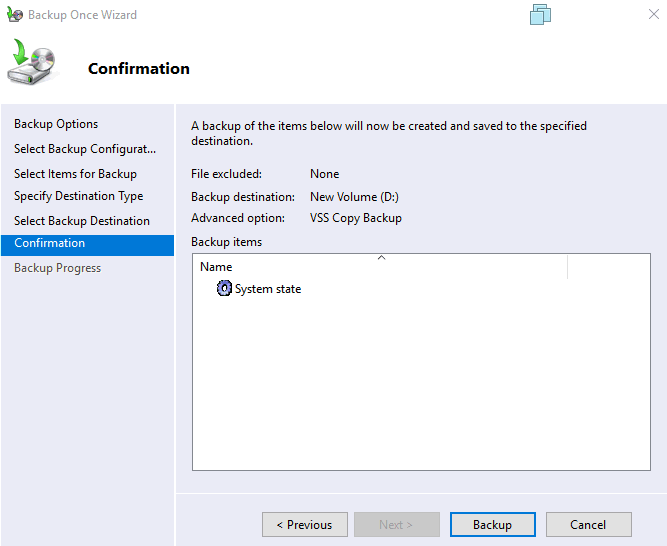 Backup Once Wizard
Confirmation
Backup Options
Select Backup Configurat...
Select Items for Backup
Specify Destination Type
Select Backup Destination
Confirmation
Backup Progress
A backup of the items below will now be created and saved to the specified
destination.
File excluded: None
Backup destination: New Volume (D:)
Advanced option: VSS Copy Backup
Backup items
Name
System state
< Previous
Next >
Backup
Cancel